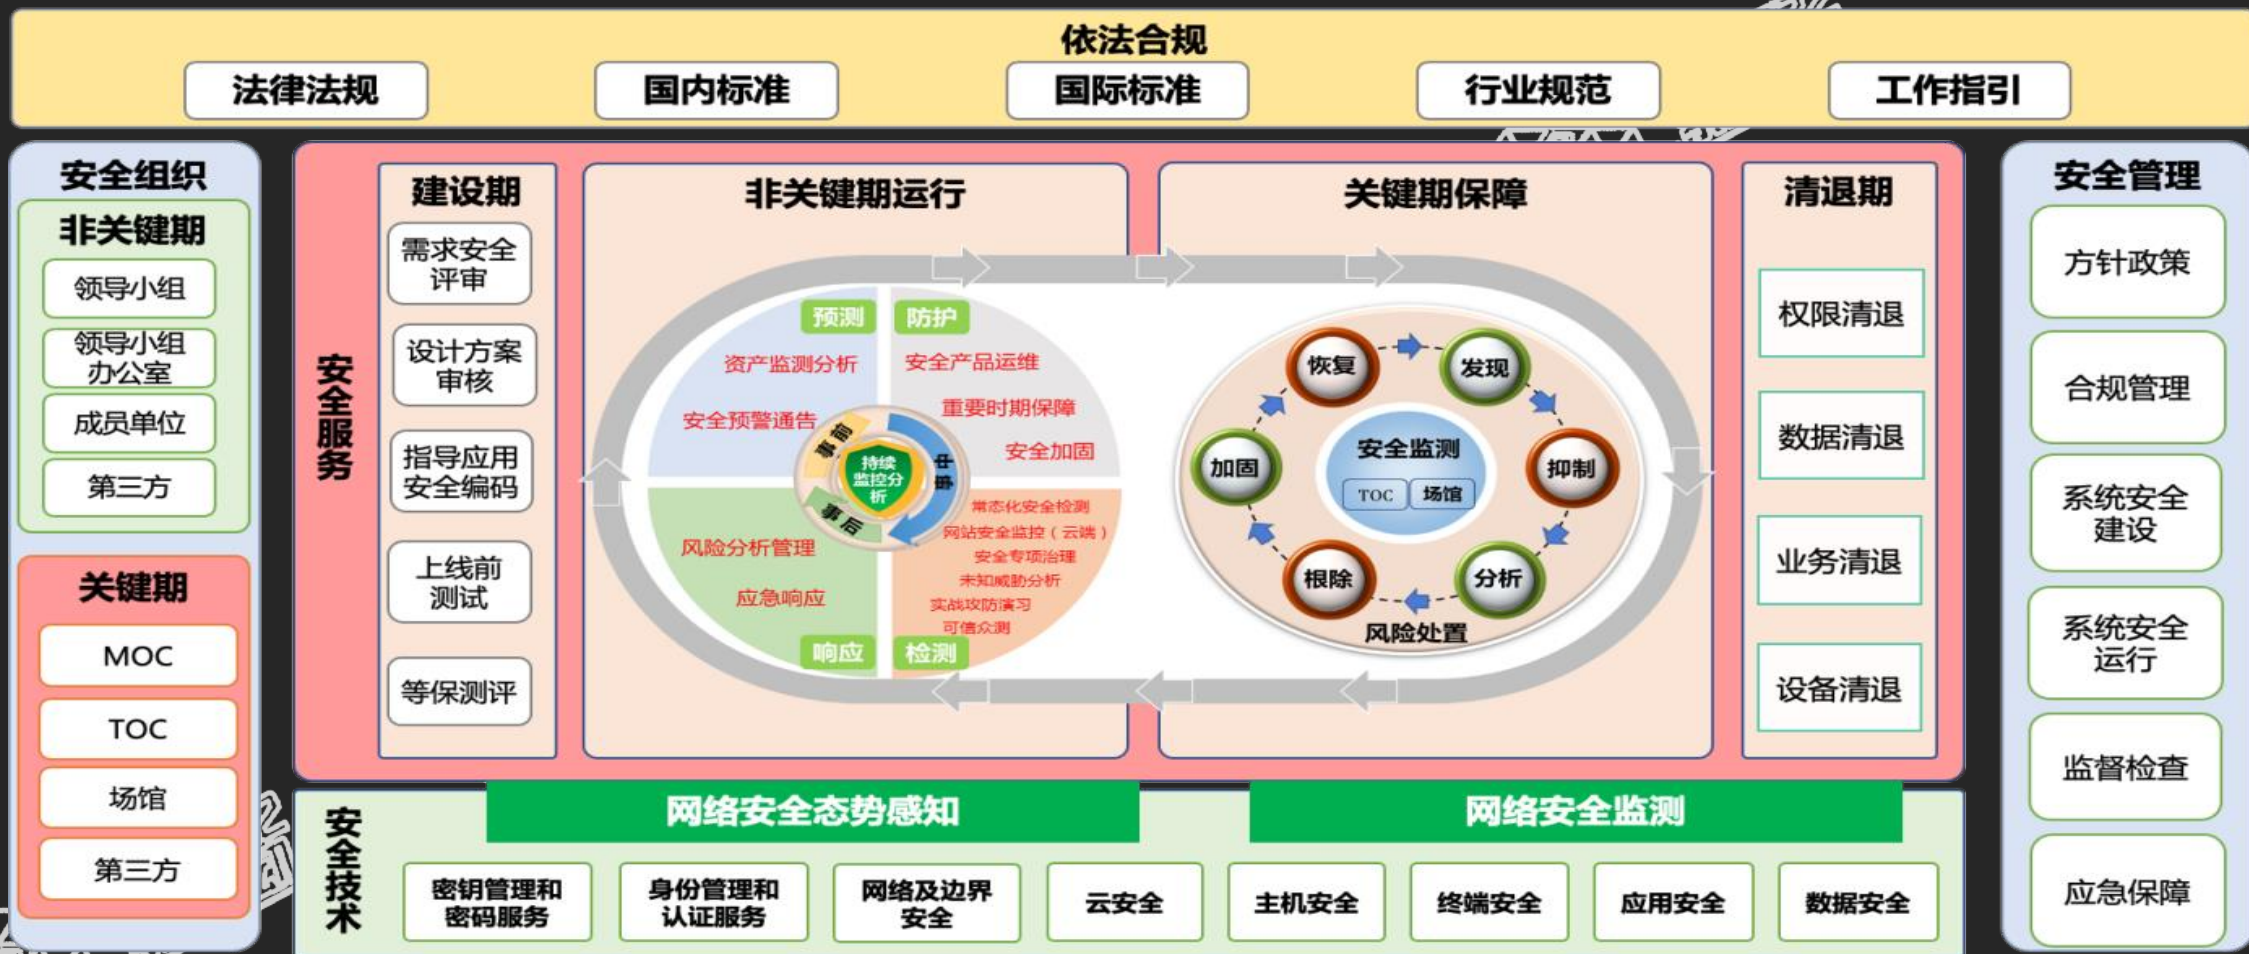 依法合规
法律法规
国内标准
国际标准
行业规范
工作指引
安全组织
非关键期
领导小组
领导小组
办公室
成员单位
第三方
关键期
MOC
TOC
场馆
第三方
安全服务
建设期
需求安全
评审
设计方案
审核
指导应用
安全编码
上线前
测试
等保测评
非关键期运行
预测
资产监测分析
安全预警通告
防护
安全产品运维
重要时期保障
安全加固
事前
事中
事后
持续
监控分
析
风险分析管理
应急响应
响应
常态化安全检测
网站安全监控（云端）
安全专项治理
未知威胁分析
实战攻防演习
可信众测
检测
关键期保障
恢复
发现
抑制
分析
根除
加固
安全监测
TOC
场馆
风险处置
清退期
权限清退
数据清退
业务清退
设备清退
安全管理
方针政策
合规管理
系统安全
建设
系统安全
运行
监督检查
应急保障
安全技术
网络安全态势感知
网络安全监测
密钥管理和
密码服务
身份管理和
认证服务
网络及边界
安全
云安全
主机安全
终端安全
应用安全
数据安全